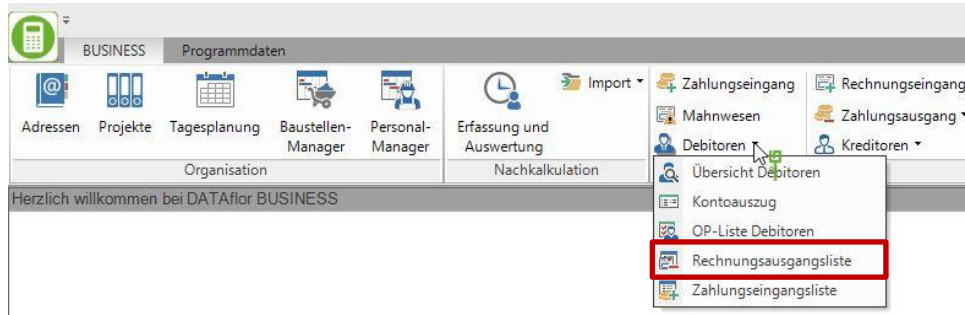 BUSINESS Programmdaten
Adressen Projekte Tagesplanung Baustellen-Manager Personal-Manager
Organisation
Erfassung und Auswertung Import
Nachkalkulation
Zahlungseingang Rechnungseingang
Mahnwesen Zahlungsausgang
Debitoren Kreditoren
Herzlich willkommen bei DATAflor BUSINESS
Übersicht Debitoren
Kontoauszug
OP-Liste Debitoren
Rechnungsausgangsliste
Zahlungseingangsliste